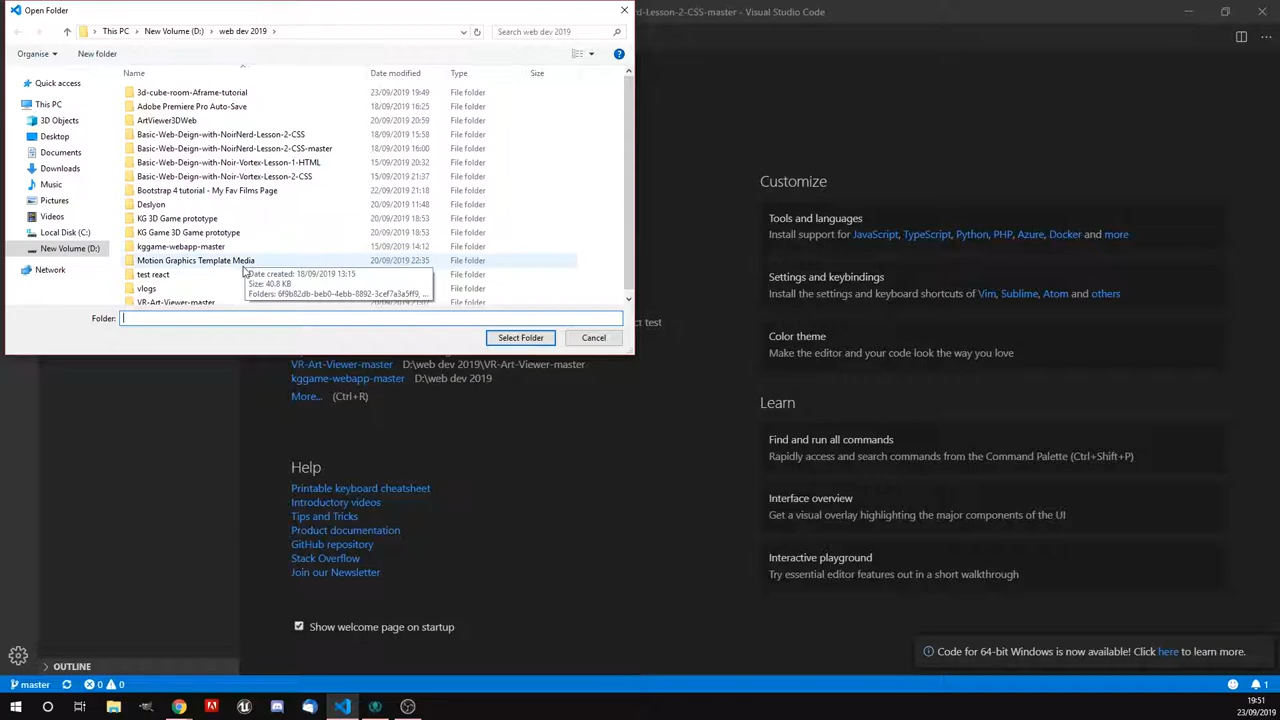 Open Folder
-Lesson-2-CSS-master - Visual Studio Code
This PC > New Volume (D:) > web dev 2019 >
Search web dev 2019
Organise
New folder
Name
Date modified
Type
Size
Quick access
This PC
3D Objects
Desktop
Documents
Downloads
Music
Pictures
Videos
Local Disk (C:)
New Volume (D:)
Network
3d-cube-room-Aframe-tutorial 23/09/2019 19:49 File folder
Adobe Premiere Pro Auto-Save 18/09/2019 16:25 File folder
ArtViewer3DWeb 20/09/2019 21:09 File folder
Basic-Web-Deign-with-NoirNerd-Lesson-2-CSS 18/09/2019 15:58 File folder
Basic-Web-Deign-with-NoirNerd-Lesson-2-CSS-master 18/09/2019 16:00 File folder
Basic-Web-Deign-with-Noir-Vortex-Lesson-1-HTML 15/09/2019 20:32 File folder
Basic-Web-Deign-with-Noir-Vortex-Lesson-2-CSS 15/09/2019 21:37 File folder
Bootstrap 4 tutorial - My Fav Films Page 22/09/2019 21:18 File folder
Deslyon 20/09/2019 11:48 File folder
KG 3D Game prototype 20/09/2019 18:53 File folder
KG Game 3D Game prototype 20/09/2019 18:53 File folder
kggame-webapp-master 15/09/2019 14:12 File folder
Motion Graphics Template Media 20/09/2019 22:35 File folder
test react File folder
vlogs File folder
VR-Art-Viewer-master File folder
Date created: 18/09/2019 13:15
Size: 40.8 KB
Folders: 6f9b82db-beb0-4ebb-8892-3cef7a3a5ff9, ...
Folder:
Select Folder
Cancel
ct test
VR-Art-Viewer-master D:\web dev 2019\VR-Art-Viewer-master
kggame-webapp-master D:\web dev 2019
More... (Ctrl+R)
Help
Printable keyboard cheatsheet
Introductory videos
Tips and Tricks
Product documentation
GitHub repository
Stack Overflow
Join our Newsletter
Show welcome page on startup
Customize
Tools and languages
Install support for JavaScript, TypeScript, Python, PHP, Azure, Docker and more
Settings and keybindings
Install the settings and keyboard shortcuts of Vim, Sublime, Atom and others
Color theme
Make the editor and your code look the way you love
Learn
Find and run all commands
Rapidly access and search commands from the Command Palette (Ctrl+Shift+P)
Interface overview
Get a visual overlay highlighting the major components of the UI
Interactive playground
Try essential editor features out in a short walkthrough
Code for 64-bit Windows is now available! Click here to learn more.
OUTLINE
master 0 0
1
19:51
23/09/2019